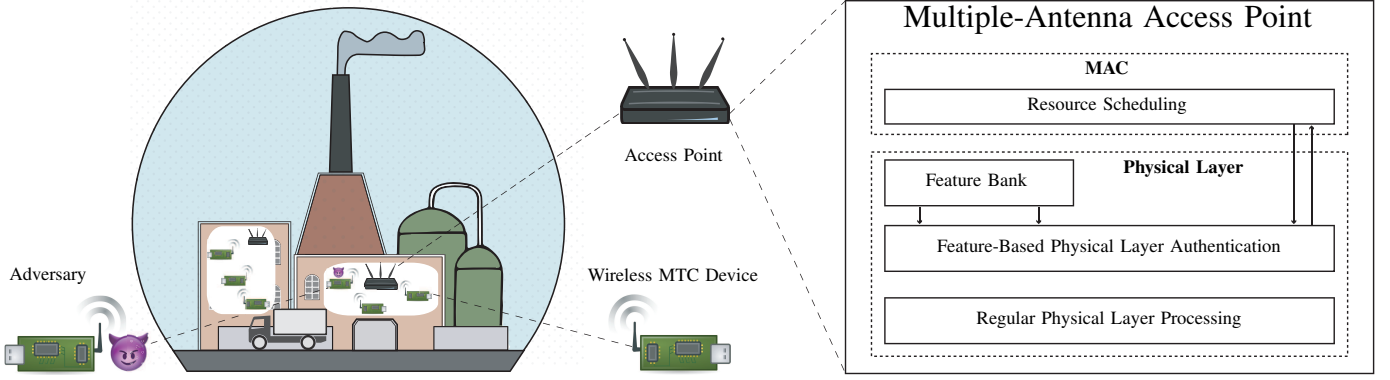 Multiple-Antenna Access Point
MAC
Resource Scheduling
Access Point
Physical Layer
Feature Bank
Feature-Based Physical Layer Authentication
Adversary
Wireless MTC Device
Regular Physical Layer Processing